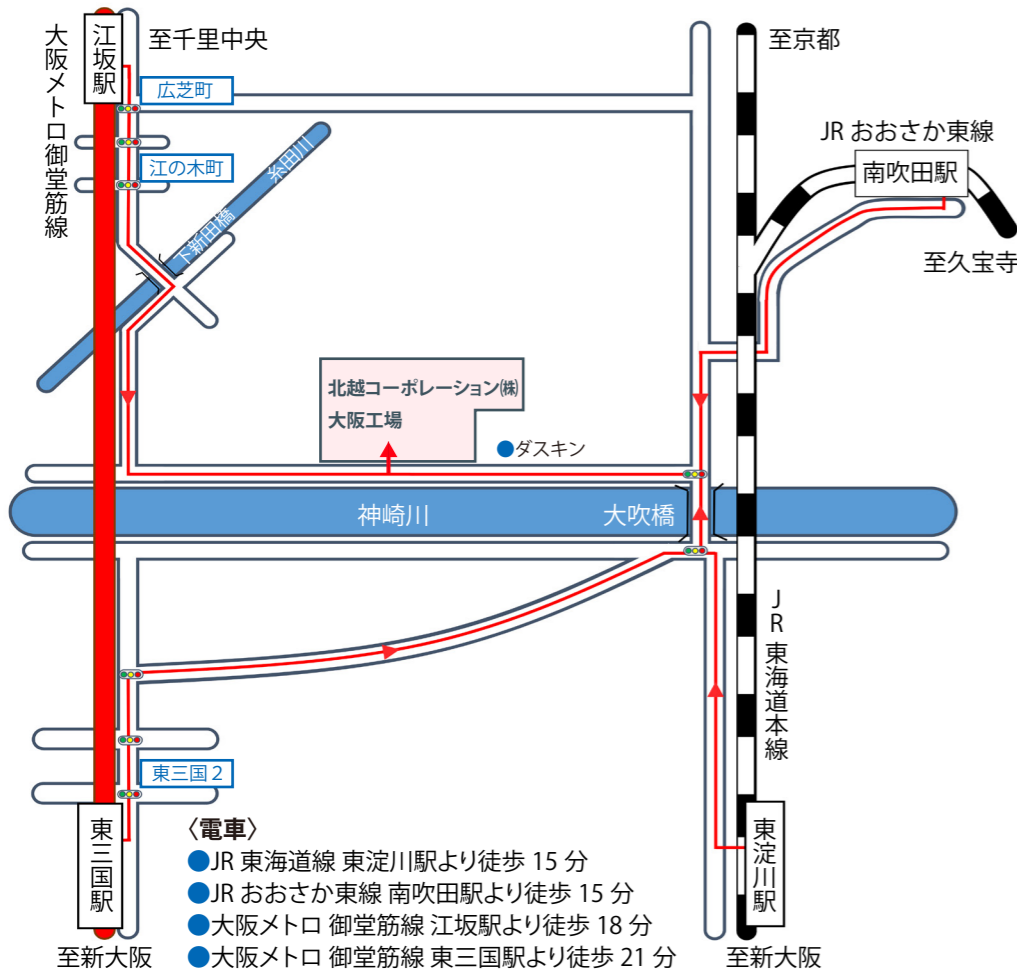 江坂駅
至千里中央
至京都
大阪メトロ御堂筋線
広芝町
JR おおさか東線
江の木町
糸田川
南吹田駅
下新田橋
至久宝寺
北越コーポレーション㈱
大阪工場
ダスキン
神崎川
大吹橋
JR東海道本線
東三国2
東三国駅
東淀川駅
〈電車〉
●JR 東海道線 東淀川駅より徒歩 15 分
●JR おおさか東線 南吹田駅より徒歩 15 分
●大阪メトロ 御堂筋線 江坂駅より徒歩 18 分
至新大阪
●大阪メトロ 御堂筋線 東三国駅より徒歩 21 分
至新大阪